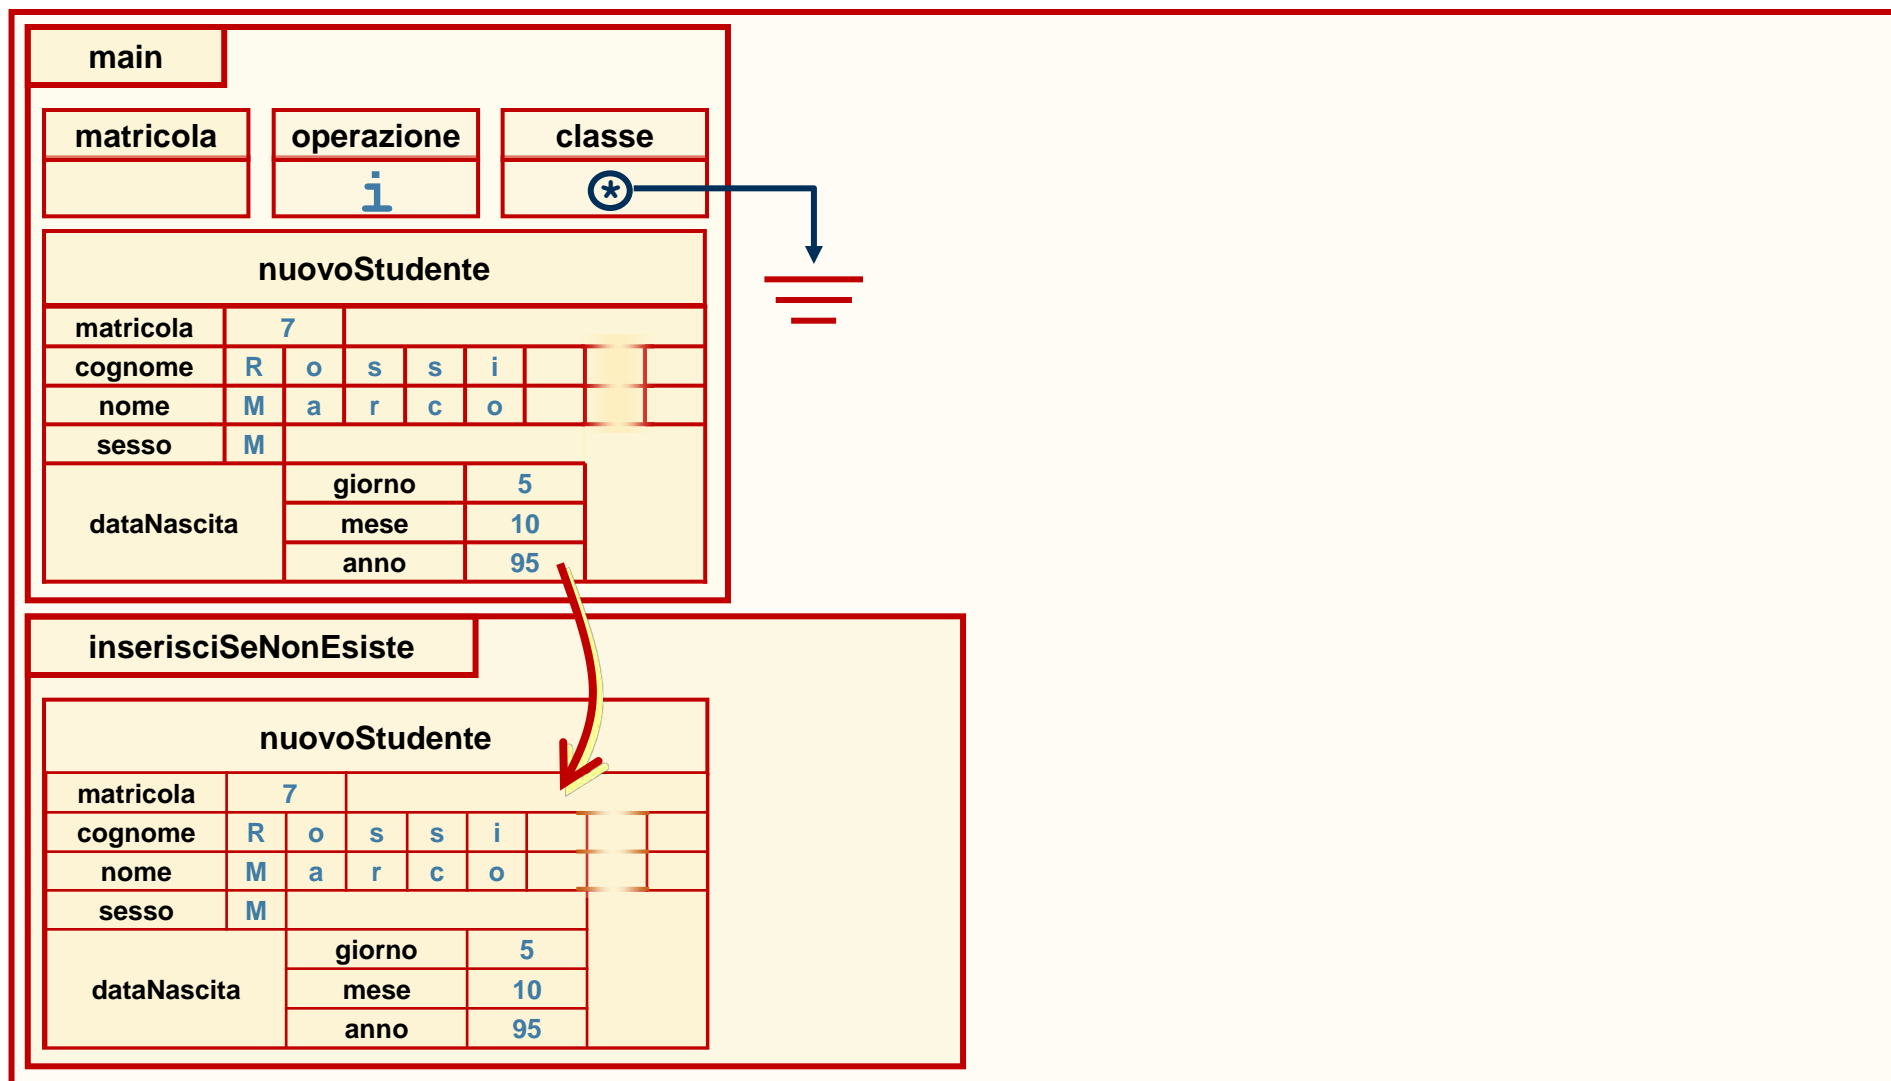 main
matricola operazione classe
i *
nuovoStudente
matricola 7
cognome R o s s i
nome M a r c o
sesso M
giorno 5
dataNascita mese 10
anno 95
inserisciSeNonEsiste
nuovoStudente
matricola 7
cognome R o s s i
nome M a r c o
sesso M
giorno 5
dataNascita mese 10
anno 95